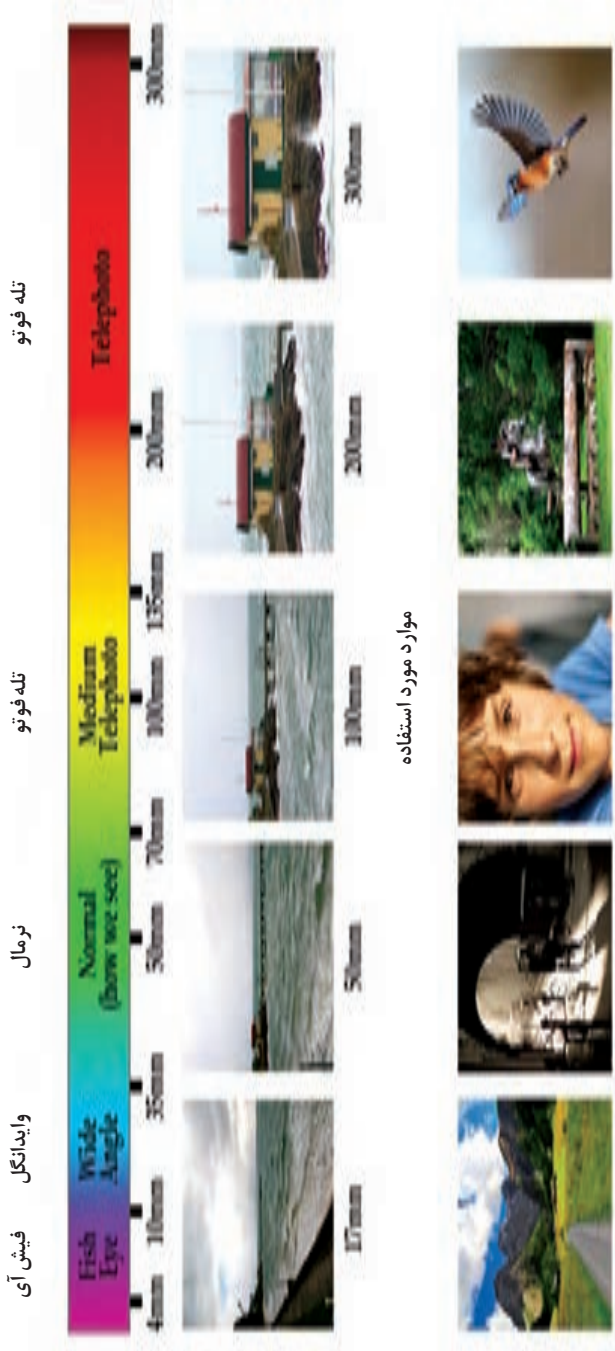 فیش آی وایدانگل نرمال تله فوتو تله فوتو
Fish Eye
Wide Angle
Normal (how we see)
Medium Telephoto
Telephoto
4mm 10mm 35mm 50mm 70mm 100mm 135mm 200mm 300mm
17mm 50mm 100mm 200mm 300mm
موارد مورد استفاده